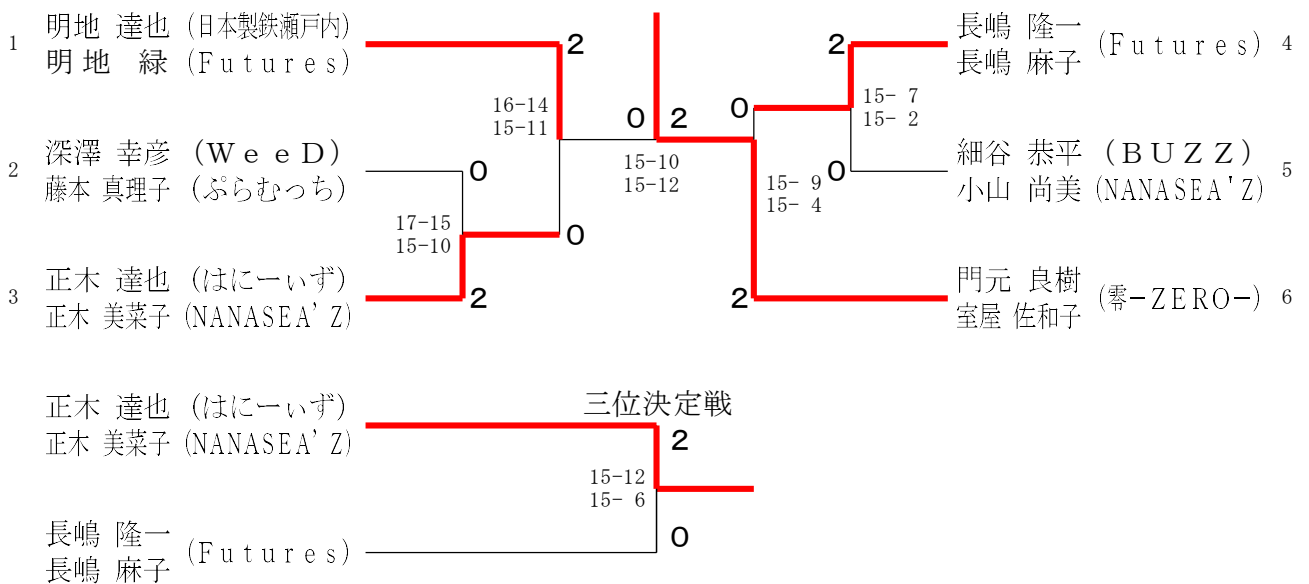 1
明地 達也 (日本製鉄瀬戸内)
明地 緑 (Futures)
2
16-14
15-11
2
深澤 幸彦 (WeeD)
藤本 真理子 (ぷらむっち)
0
17-15
15-10
0
3
正木 達也 (はにーぃず)
正木 美菜子 (NANASEA'Z)
2
0 2
15-10
15-12
長嶋 隆一
長嶋 麻子
(Futures) 4
2
15- 7
15- 2
0
細谷 恭平 (BUZZ)
小山 尚美 (NANASEA'Z)
5
0
15- 9
15- 4
門元 良樹
室屋 佐和子
(零-ZERO-) 6
2
三位決定戦
正木 達也 (はにーぃず)
正木 美菜子 (NANASEA'Z)
2
15-12
15- 6
長嶋 隆一
長嶋 麻子
(Futures)
0